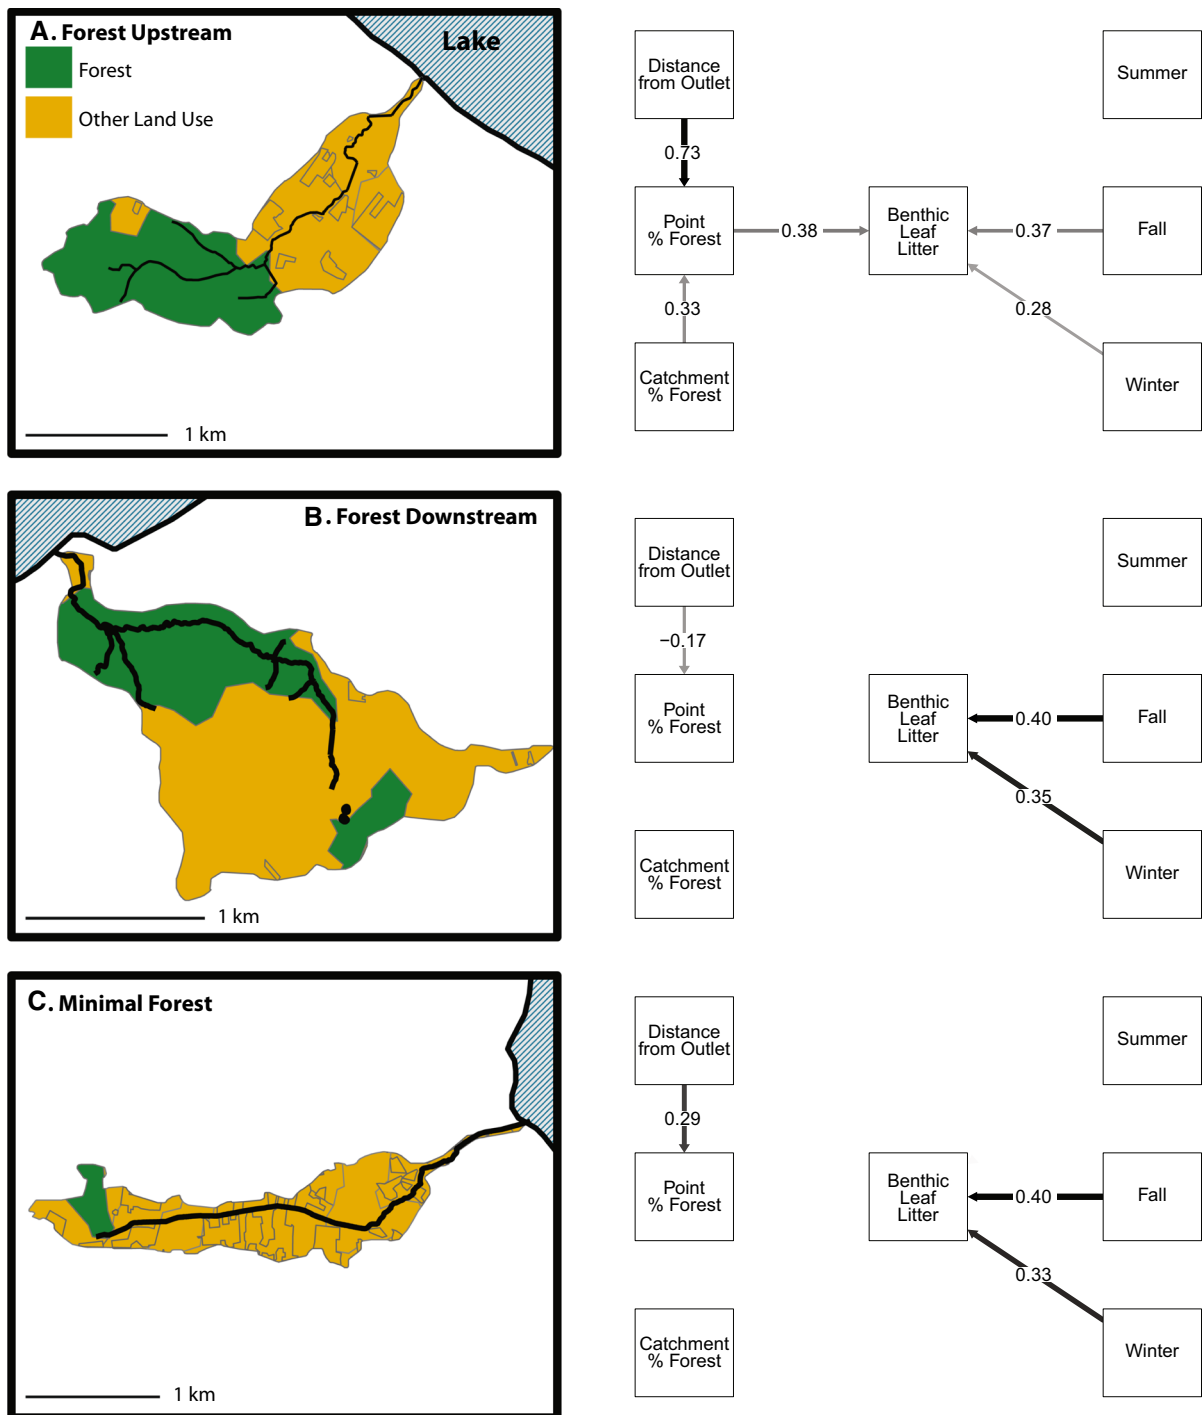 A. Forest Upstream
Forest
Other Land Use
Lake
1 km
Distance
from Outlet
0.73
Point
% Forest
0.38
0.33
Catchment
% Forest
Benthic
Leaf
Litter
0.37
0.28
Summer
Fall
Winter
B. Forest Downstream
1 km
Distance
from Outlet
−0.17
Point
% Forest
Catchment
% Forest
Benthic
Leaf
Litter
0.40
0.35
Summer
Fall
Winter
C. Minimal Forest
1 km
Distance
from Outlet
0.29
Point
% Forest
Catchment
% Forest
Benthic
Leaf
Litter
0.40
0.33
Summer
Fall
Winter